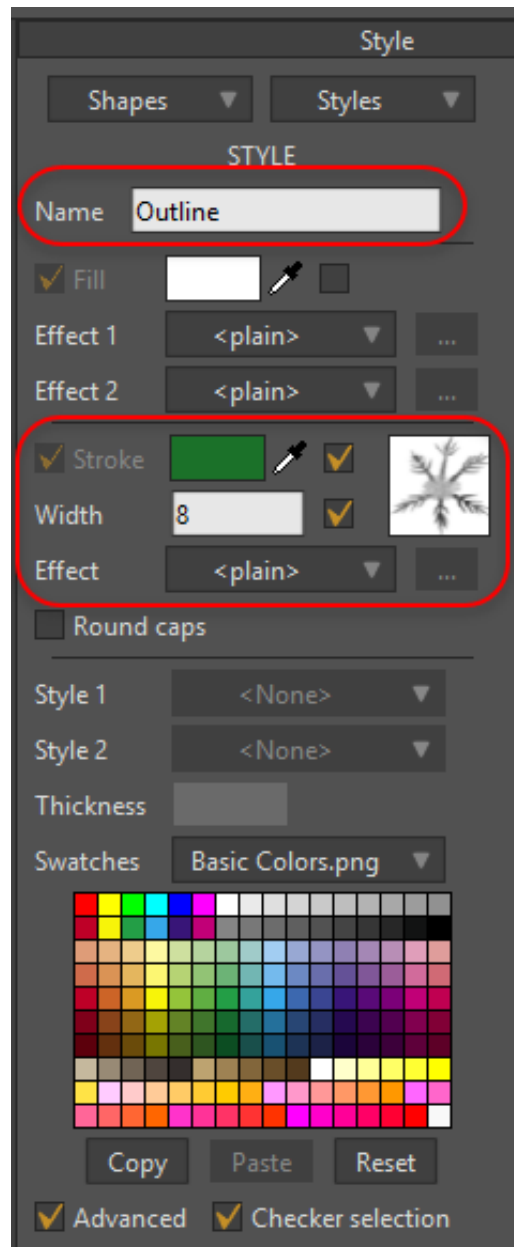 Style
Shapes Styles
STYLE
Name Outline
Fill
Effect 1 <plain> ...
Effect 2 <plain> ...
Stroke
Width 8
Effect <plain> ...
Round caps
Style 1 <None>
Style 2 <None>
Thickness
Swatches Basic Colors.png
Copy Paste Reset
Advanced Checker selection